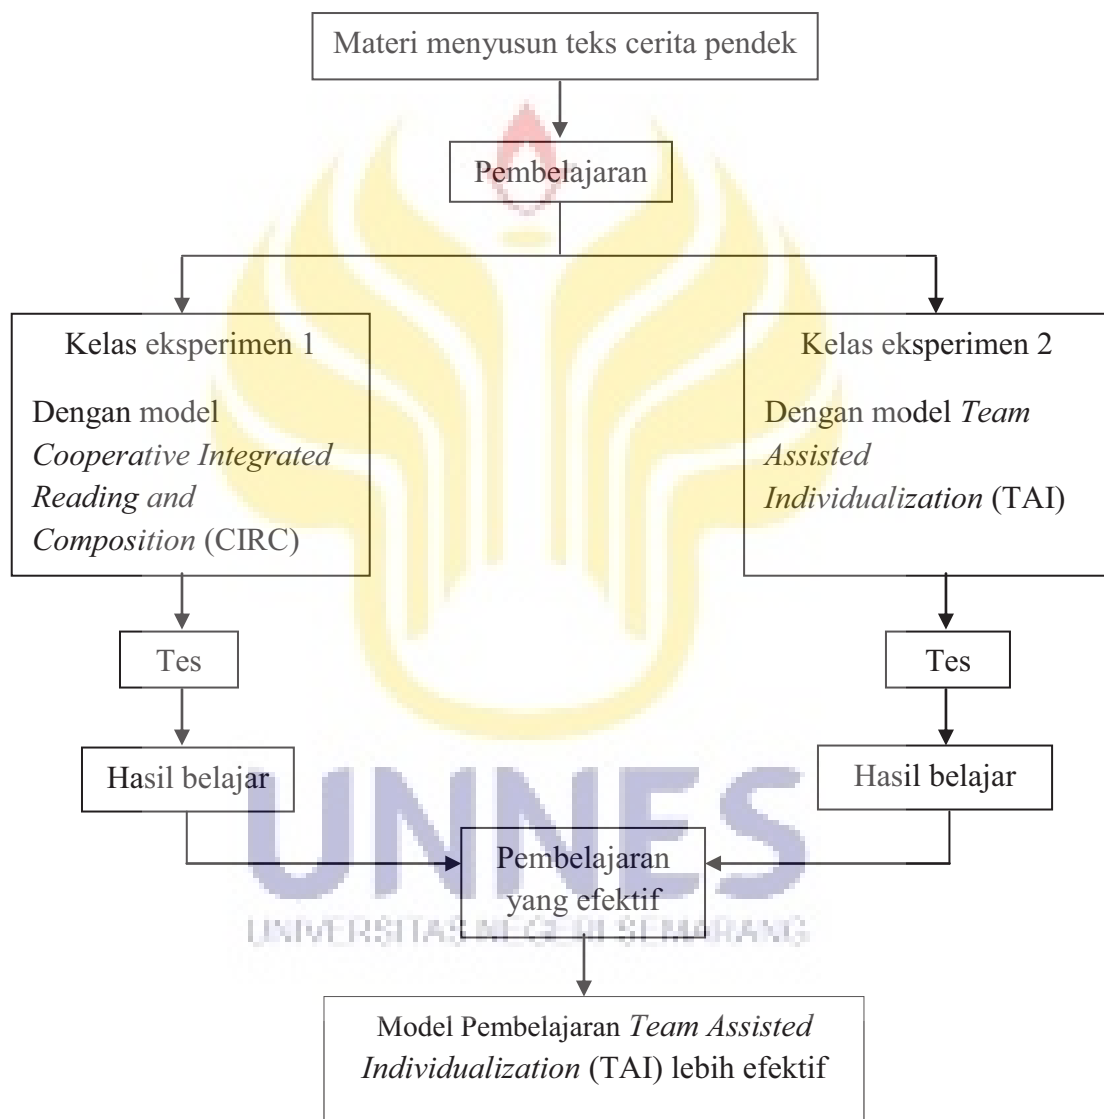 Materi menyusun teks cerita pendek
Pembelajaran
Kelas eksperimen 1
Dengan model
Cooperative Integrated
Reading and
Composition (CIRC)
Kelas eksperimen 2
Dengan model Team
Assisted
Individualization (TAI)
Tes
Tes
Hasil belajar
Hasil belajar
UNNES
UNIVERSITAS NEGERI SEMARANG
Pembelajaran
yang efektif
Model Pembelajaran Team Assisted
Individualization (TAI) lebih efektif